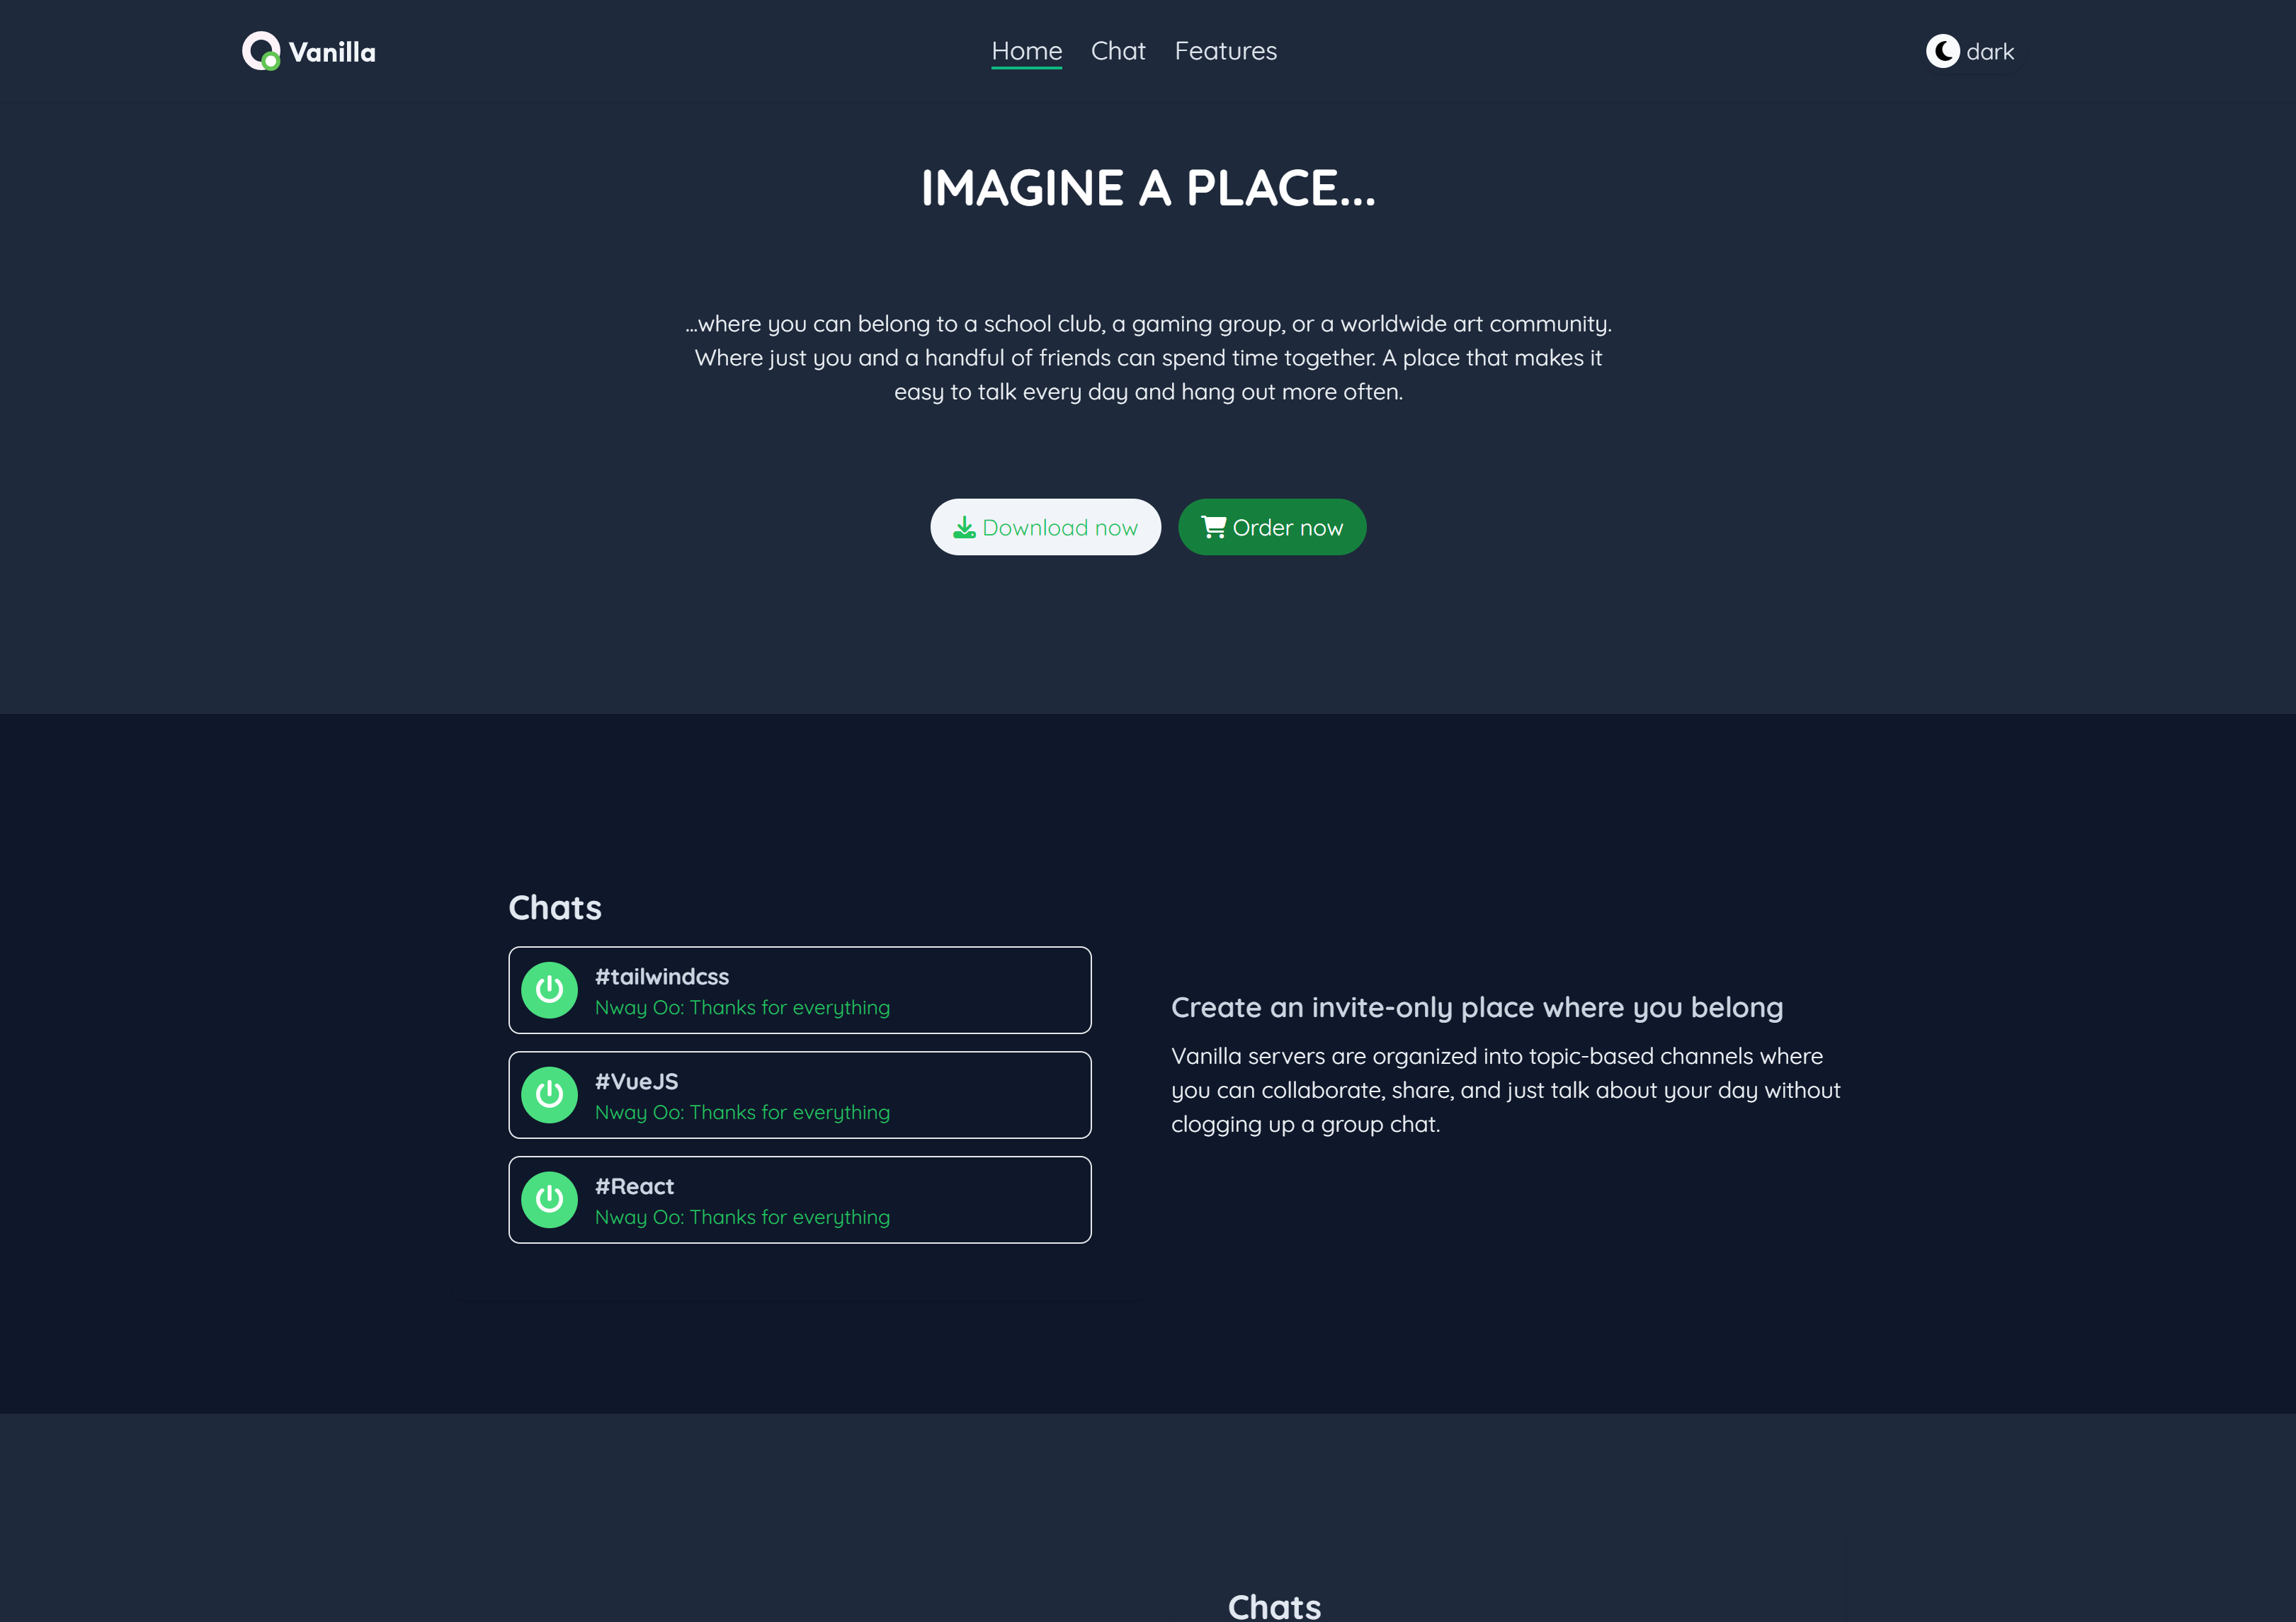 Vanilla
Home
Chat
Features
dark
IMAGINE A PLACE...
...where you can belong to a school club, a gaming group, or a worldwide art community.
Where just you and a handful of friends can spend time together. A place that makes it
easy to talk every day and hang out more often.
Download now
Order now
Chats
#tailwindcss
Nway Oo: Thanks for everything
#VueJS
Nway Oo: Thanks for everything
#React
Nway Oo: Thanks for everything
Create an invite-only place where you belong
Vanilla servers are organized into topic-based channels where
you can collaborate, share, and just talk about your day without
clogging up a group chat.
Chats